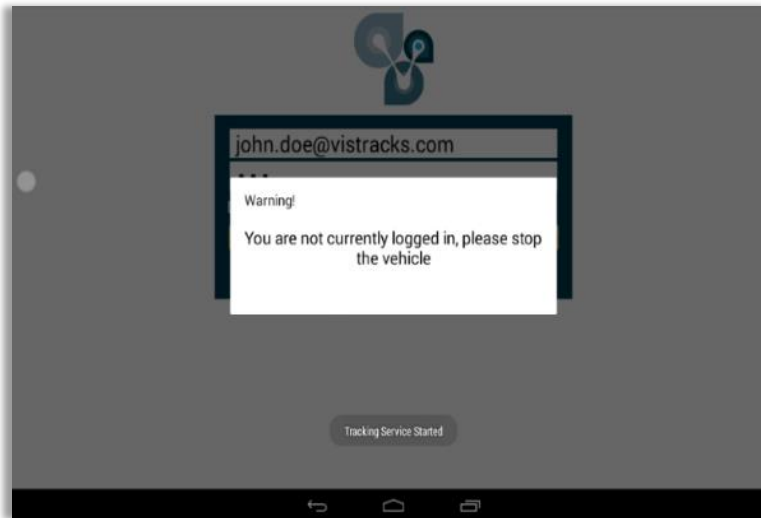 john.doe@vistracks.com
Warning!
You are not currently logged in, please stop
the vehicle
Tracking Service Started